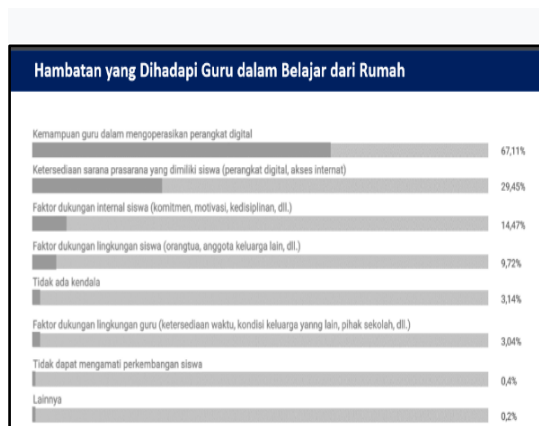 Hambatan yang Dihadapi Guru dalam Belajar dari Rumah
Kemampuan guru dalam mengoperasikan perangkat digital
67,11%
Ketersediaan sarana prasarana yang dimiliki siswa (perangkat digital, akses internat)
29,45%
Faktor dukungan internal siswa (komitmen, motivasi, kedisiplinan, dll.)
14,47%
Faktor dukungan lingkungan siswa (orangtua, anggota keluarga lain, dll.)
9,72%
Tidak ada kendala
3,14%
Faktor dukungan lingkungan guru (ketersediaan waktu, kondisi keluarga yanng lain, pihak sekolah, dll.)
3,04%
Tidak dapat mengamati perkembangan siswa
0,4%
Lainnya
0,2%